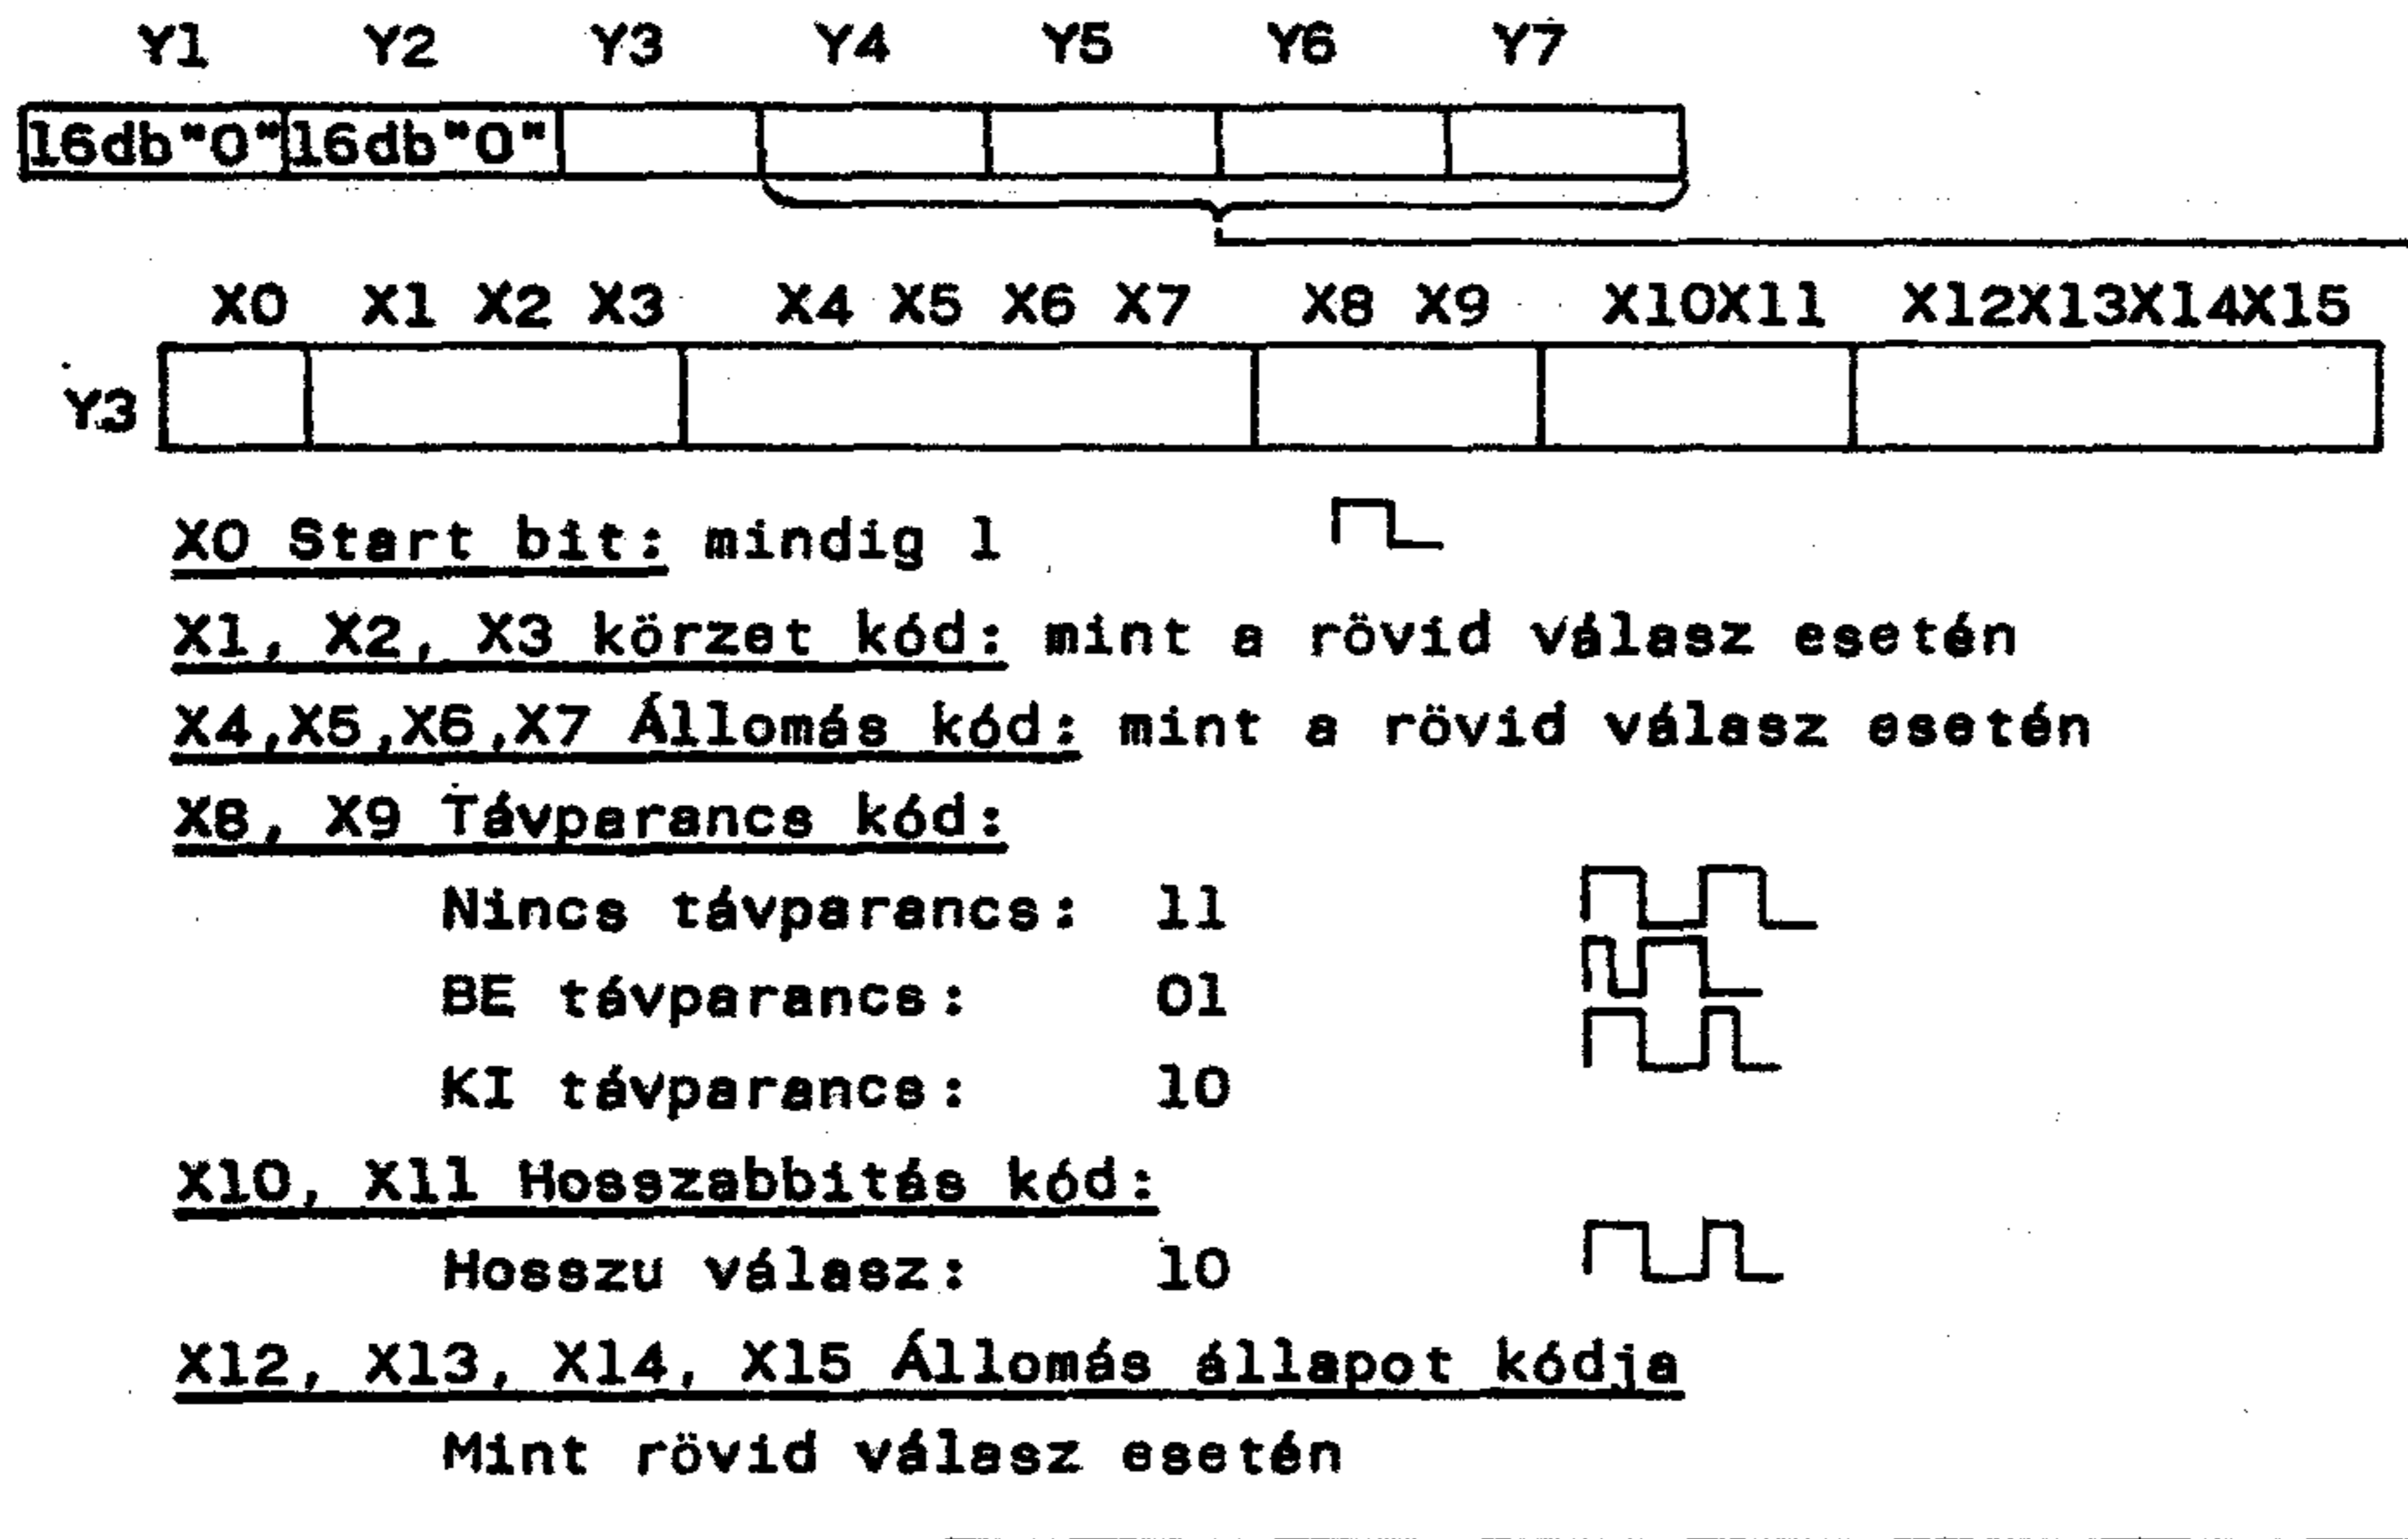 Y1 Y2 Y3 Y4 Y5 Y6 Y7
16db"0" 16db"0"
X0 X1 X2 X3 X4 X5 X6 X7 X8 X9 X10X11 X12X13X14X15
Y3
X0 Start bit: mindig 1
X1, X2, X3 körzet kód: mint a rövid válasz esetén
X4,X5,X6,X7 Állomás kód: mint a rövid válasz esetén
X8, X9 Távparancs kód:
Nincs távparancs: 11
BE távparancs: 01
KI távparancs: 10
X10, X11 Hosszabbitás kód:
Hosszu válasz: 10
X12, X13, X14, X15 Állomás állapot kódja
Mint rövid válasz esetén